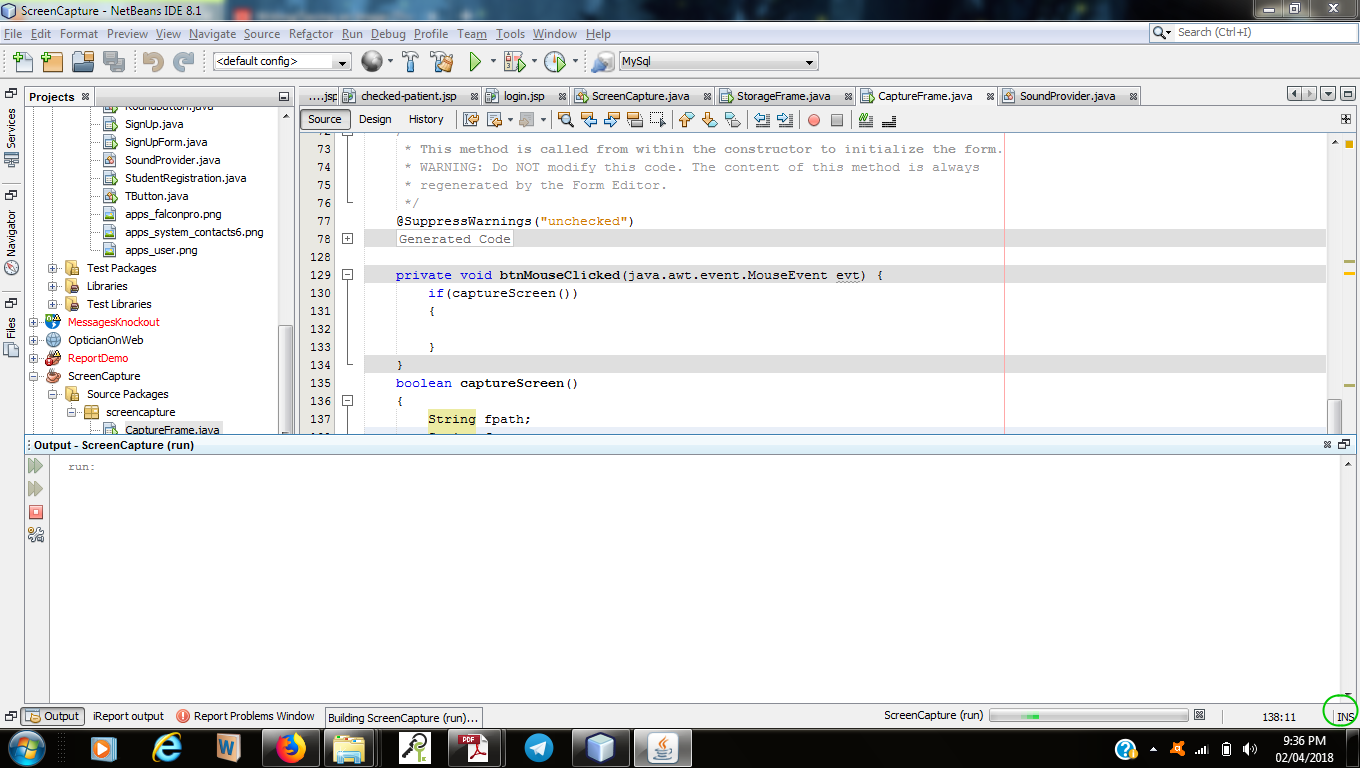 ScreenCapture - NetBeans IDE 8.1
File Edit Format Preview View Navigate Source Refactor Run Debug Profile Team Tools Window Help
Search (Ctrl+I)
<default config>
MySql
Services
Navigator
Files
Projects
RoundButton.java
SignUp.java
SignUpForm.java
SoundProvider.java
StudentRegistration.java
TButton.java
apps_falconpro.png
apps_system_contacts6.png
apps_user.png
Test Packages
Libraries
Test Libraries
MessagesKnockout
OpticianOnWeb
ReportDemo
ScreenCapture
Source Packages
screencapture
CaptureFrame.java
....jsp checked-patient.jsp login.jsp ScreenCapture.java StorageFrame.java CaptureFrame.java SoundProvider.java
Source Design History
72
73 * This method is called from within the constructor to initialize the form.
74 * WARNING: Do NOT modify this code. The content of this method is always
75 * regenerated by the Form Editor.
76 */
77 @SuppressWarnings("unchecked")
78 Generated Code
128
129 private void btnMouseClicked(java.awt.event.MouseEvent evt) {
130 if(captureScreen())
131 {
132
133 }
134 }
135 boolean captureScreen()
136 {
137 String fpath;
Output - ScreenCapture (run)
run:
Output iReport output Report Problems Window Building ScreenCapture (run)... ScreenCapture (run) 138:11 INS
PDF
9:36 PM
02/04/2018